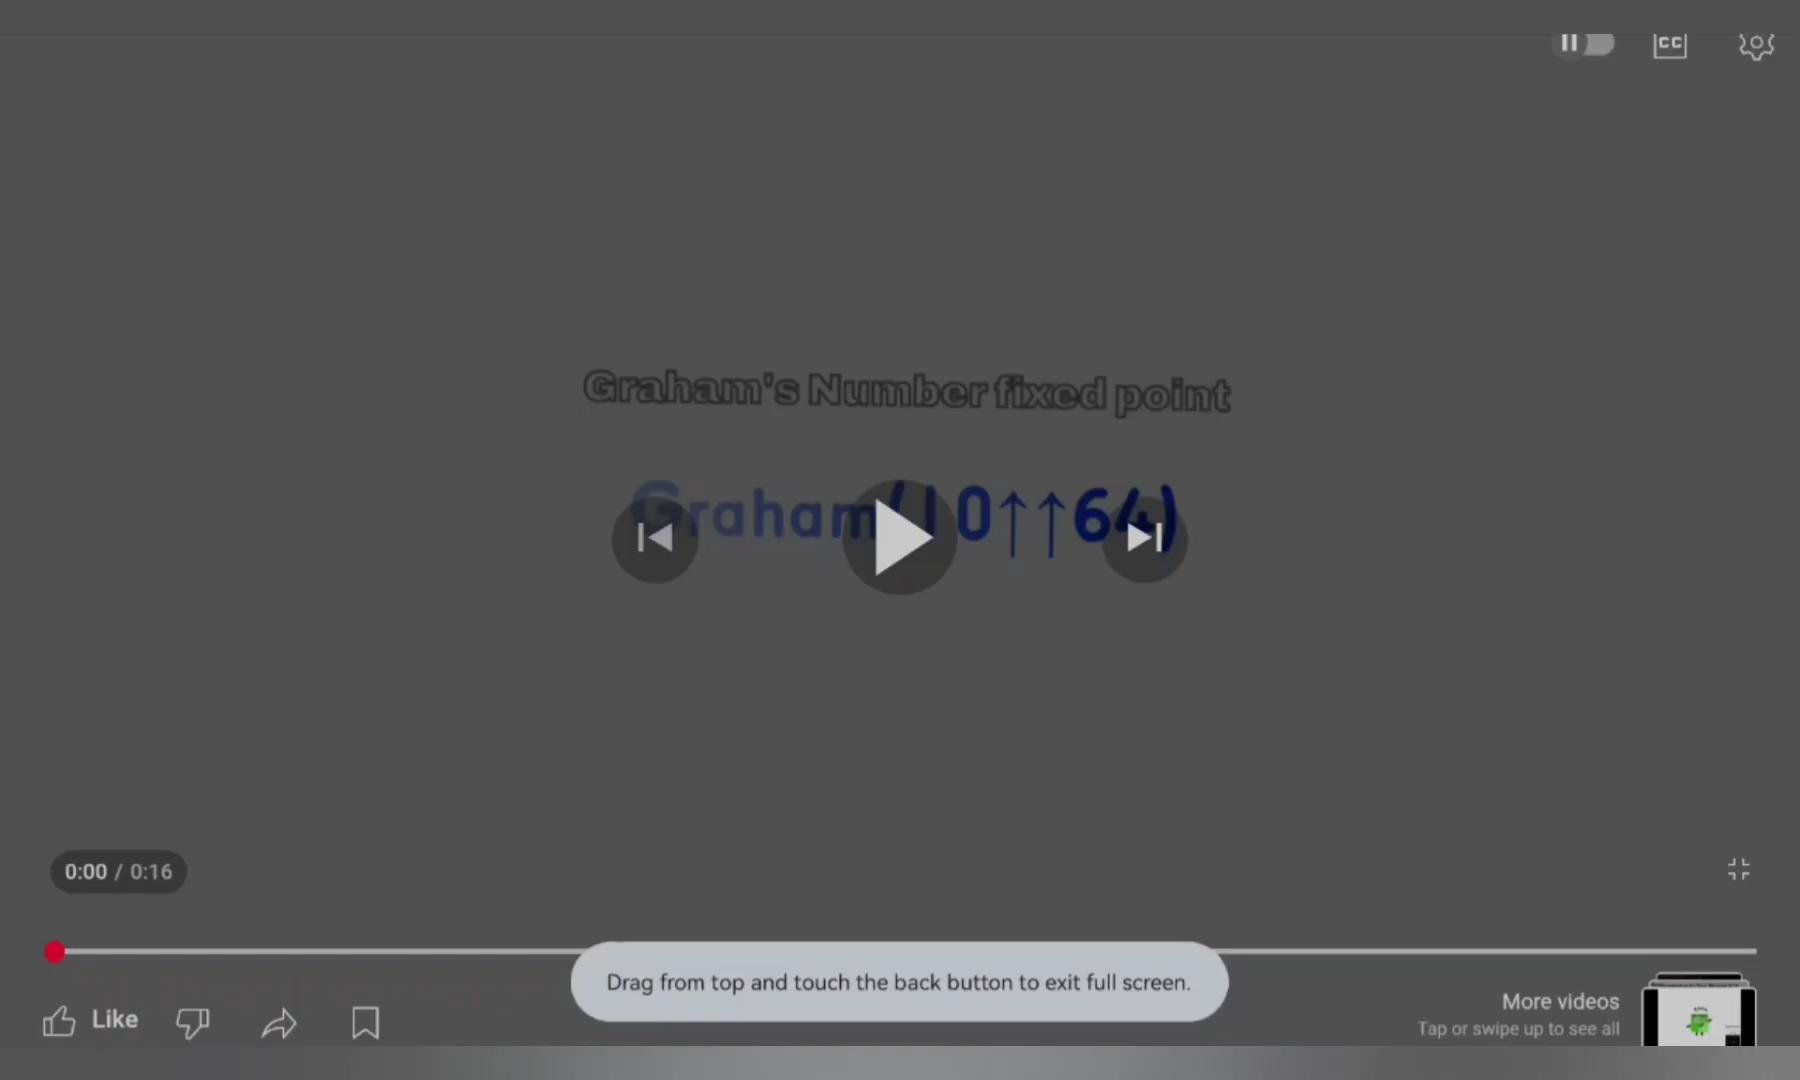 CC
Graham's Number fixed point
Graham(10↑↑64)
0:00 / 0:16
Drag from top and touch the back button to exit full screen.
Like
More videos
Tap or swipe up to see all